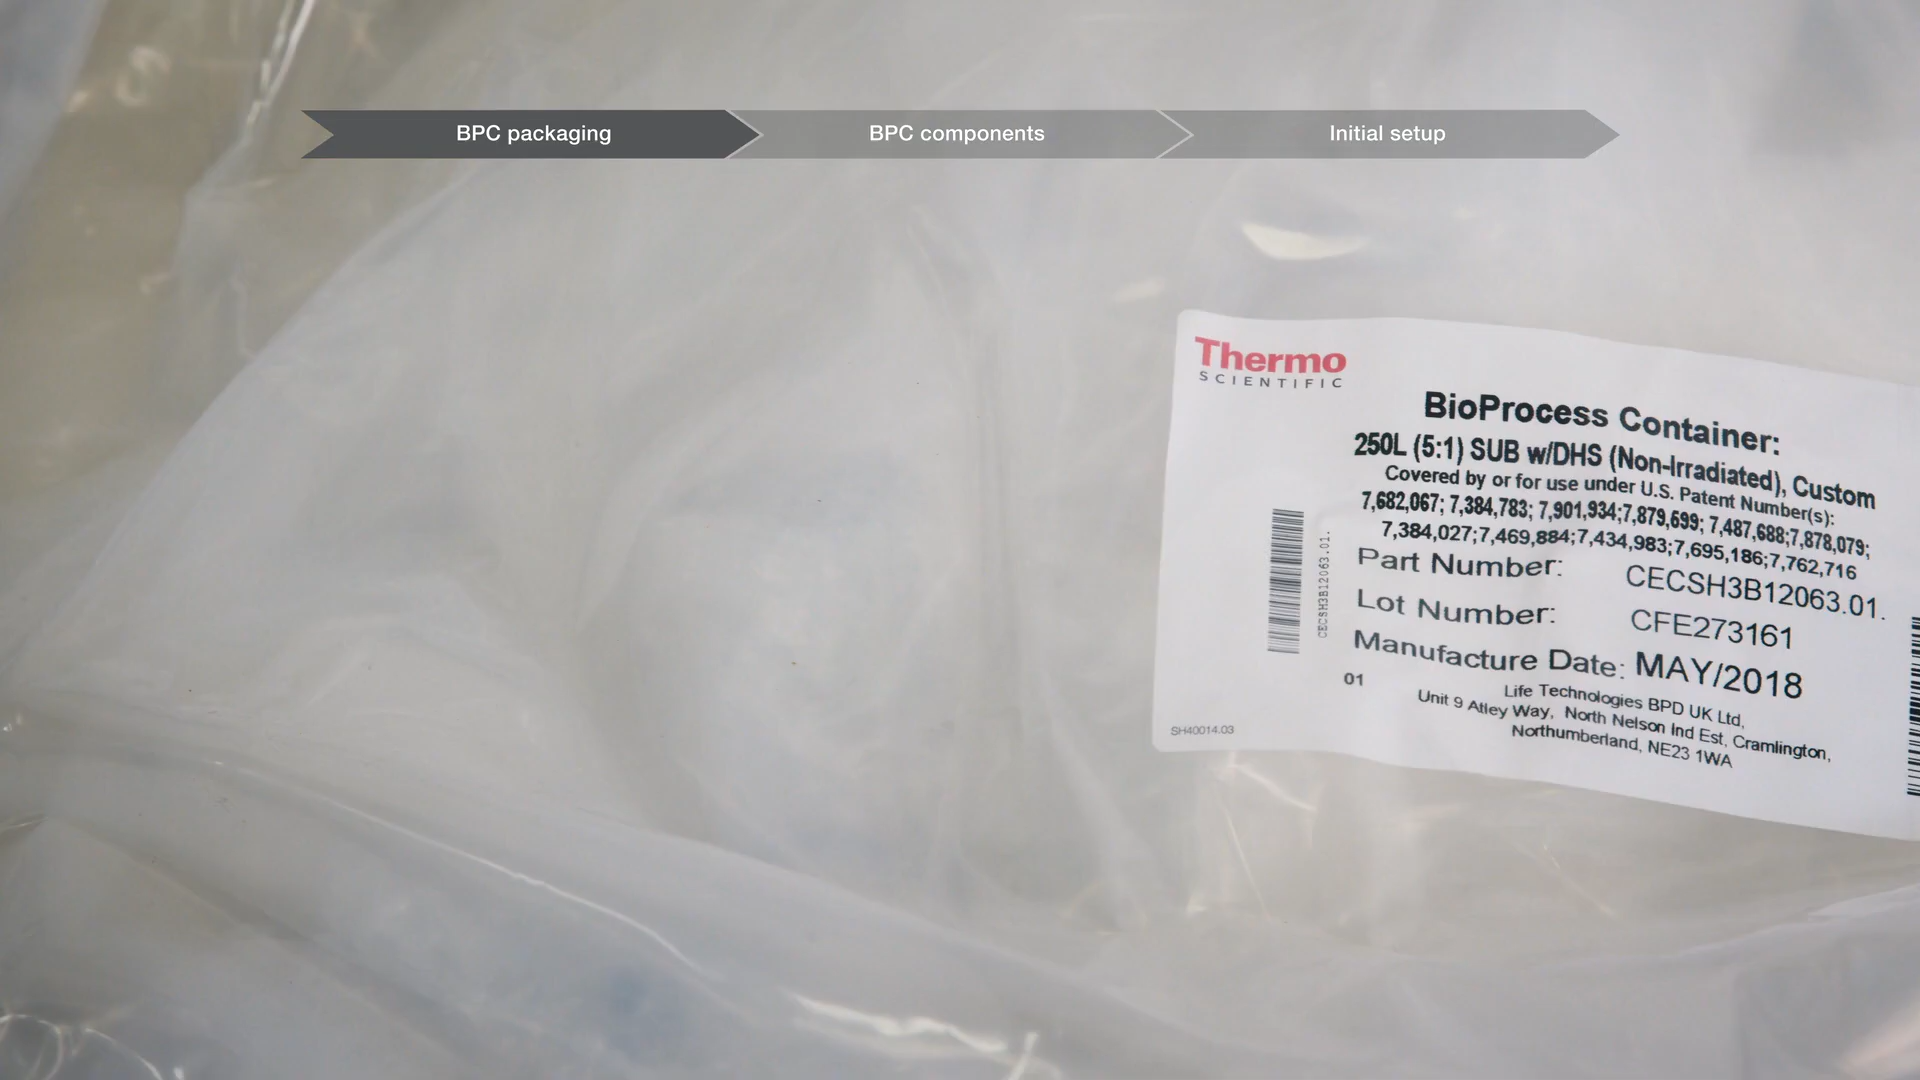 BPC packaging
BPC components
Initial setup
Thermo
SCIENTIFIC
BioProcess Container:
250L (5:1) SUB w/DHS (Non-Irradiated), Custom
Covered by or for use under U.S. Patent Number(s):
7,682,067; 7,384,783; 7,901,934;7,879,699; 7,487,688;7,878,079;
7,384,027;7,469,884;7,434,983;7,695,186;7,762,716
Part Number: CECSH3B12063.01.
Lot Number: CFE273161
Manufacture Date: MAY/2018
01
Life Technologies BPD UK Ltd,
Unit 9 Atley Way, North Nelson Ind Est, Cramlington,
Northumberland, NE23 1WA
SH40014.03
CECSH3B12063.01.